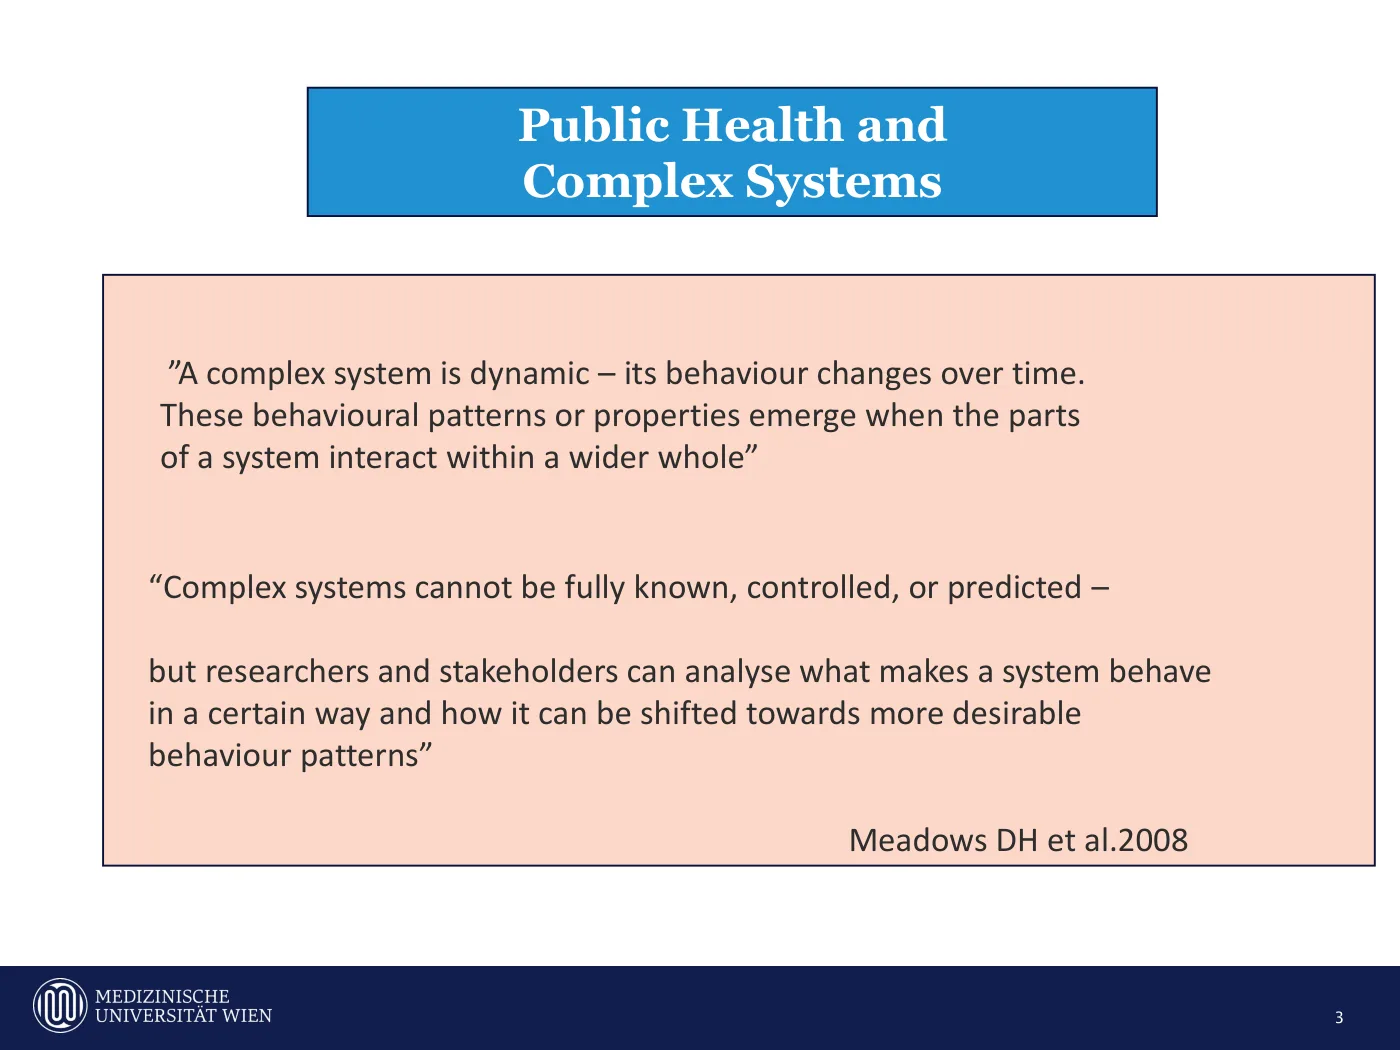 Public Health and
Complex Systems
”A complex system is dynamic – its behaviour changes over time.
These behavioural patterns or properties emerge when the parts
of a system interact within a wider whole”
“Complex systems cannot be fully known, controlled, or predicted –
but researchers and stakeholders can analyse what makes a system behave
in a certain way and how it can be shifted towards more desirable
behaviour patterns”
Meadows DH et al.2008
MEDIZINISCHE
UNIVERSITÄT WIEN
3